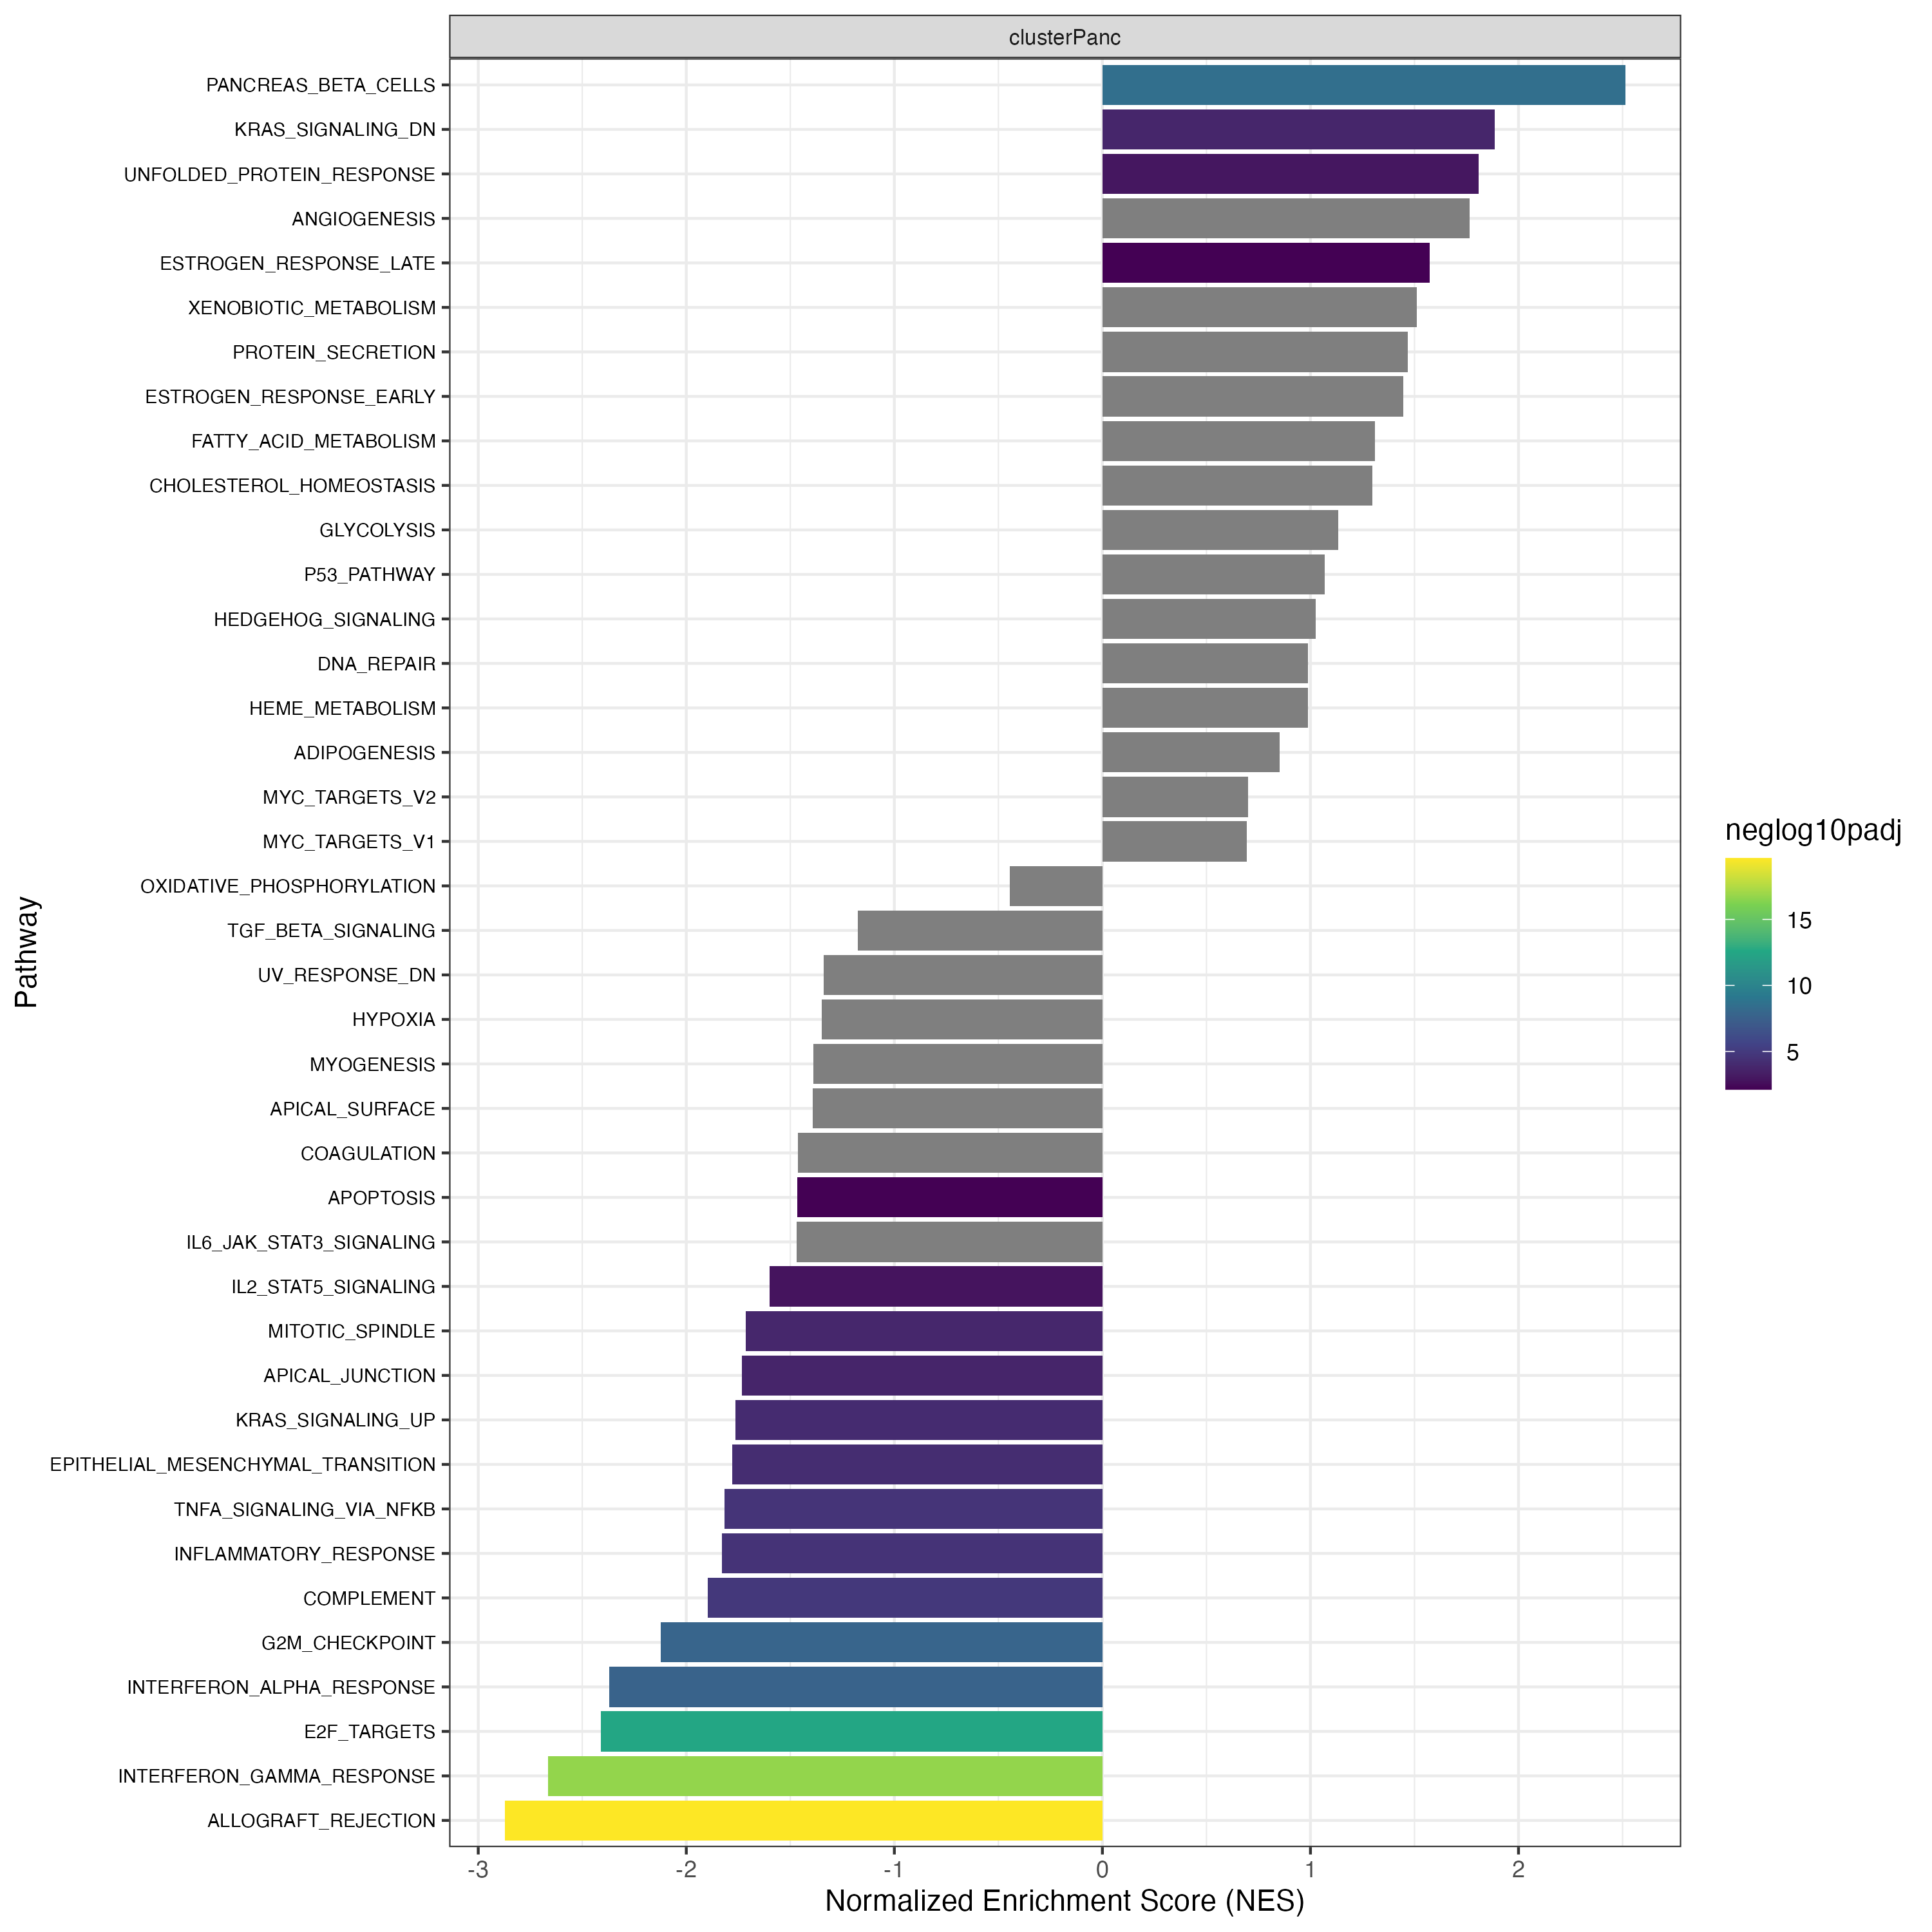 clusterPanc
PANCREAS_BETA_CELLS
KRAS_SIGNALING_DN
UNFOLDED_PROTEIN_RESPONSE
ANGIOGENESIS
ESTROGEN_RESPONSE_LATE
XENOBIOTIC_METABOLISM
PROTEIN_SECRETION
ESTROGEN_RESPONSE_EARLY
FATTY_ACID_METABOLISM
CHOLESTEROL_HOMEOSTASIS
GLYCOLYSIS
P53_PATHWAY
HEDGEHOG_SIGNALING
DNA_REPAIR
HEME_METABOLISM
ADIPOGENESIS
MYC_TARGETS_V2
MYC_TARGETS_V1
OXIDATIVE_PHOSPHORYLATION
TGF_BETA_SIGNALING
UV_RESPONSE_DN
HYPOXIA
MYOGENESIS
APICAL_SURFACE
COAGULATION
APOPTOSIS
IL6_JAK_STAT3_SIGNALING
IL2_STAT5_SIGNALING
MITOTIC_SPINDLE
APICAL_JUNCTION
KRAS_SIGNALING_UP
EPITHELIAL_MESENCHYMAL_TRANSITION
TNFA_SIGNALING_VIA_NFKB
INFLAMMATORY_RESPONSE
COMPLEMENT
G2M_CHECKPOINT
INTERFERON_ALPHA_RESPONSE
E2F_TARGETS
INTERFERON_GAMMA_RESPONSE
ALLOGRAFT_REJECTION
Pathway
-3 -2 -1 0 1 2
Normalized Enrichment Score (NES)
neglog10padj
15
10
5